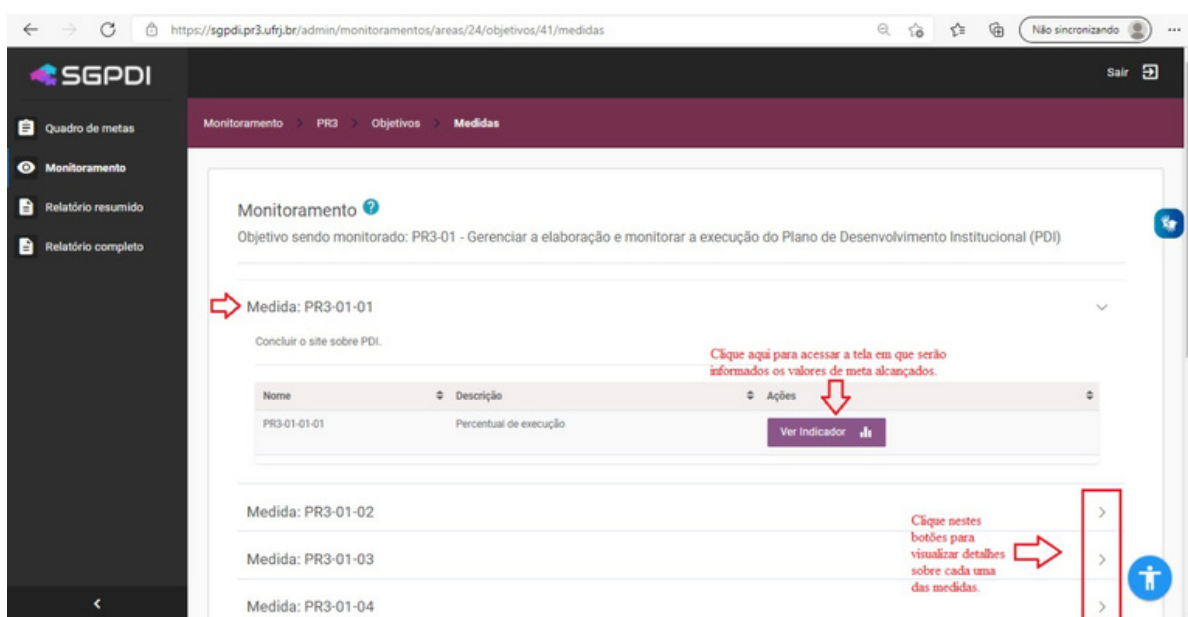 https://sgpdi.pr3.ufrj.br/admin/monitoramentos/areas/24/objetivos/41/medidas
Não sincronizando
SGPDI
Sair
Quadro de metas
Monitoramento
Relatório resumido
Relatório completo
Monitoramento > PR3 > Objetivos > Medidas
Monitoramento ?
Objetivo sendo monitorado: PR3-01 - Gerenciar a elaboração e monitorar a execução do Plano de Desenvolvimento Institucional (PDI)
Medida: PR3-01-01
Concluir o site sobre PDI.
Clique aqui para acessar a tela em que serão
informados os valores de meta alcançados.
Nome Descrição Ações
PR3-01-01-01 Percentual de execução Ver Indicador
Medida: PR3-01-02
Medida: PR3-01-03
Medida: PR3-01-04
Clique nestes
botões para
visualizar detalhes
sobre cada uma
das medidas.